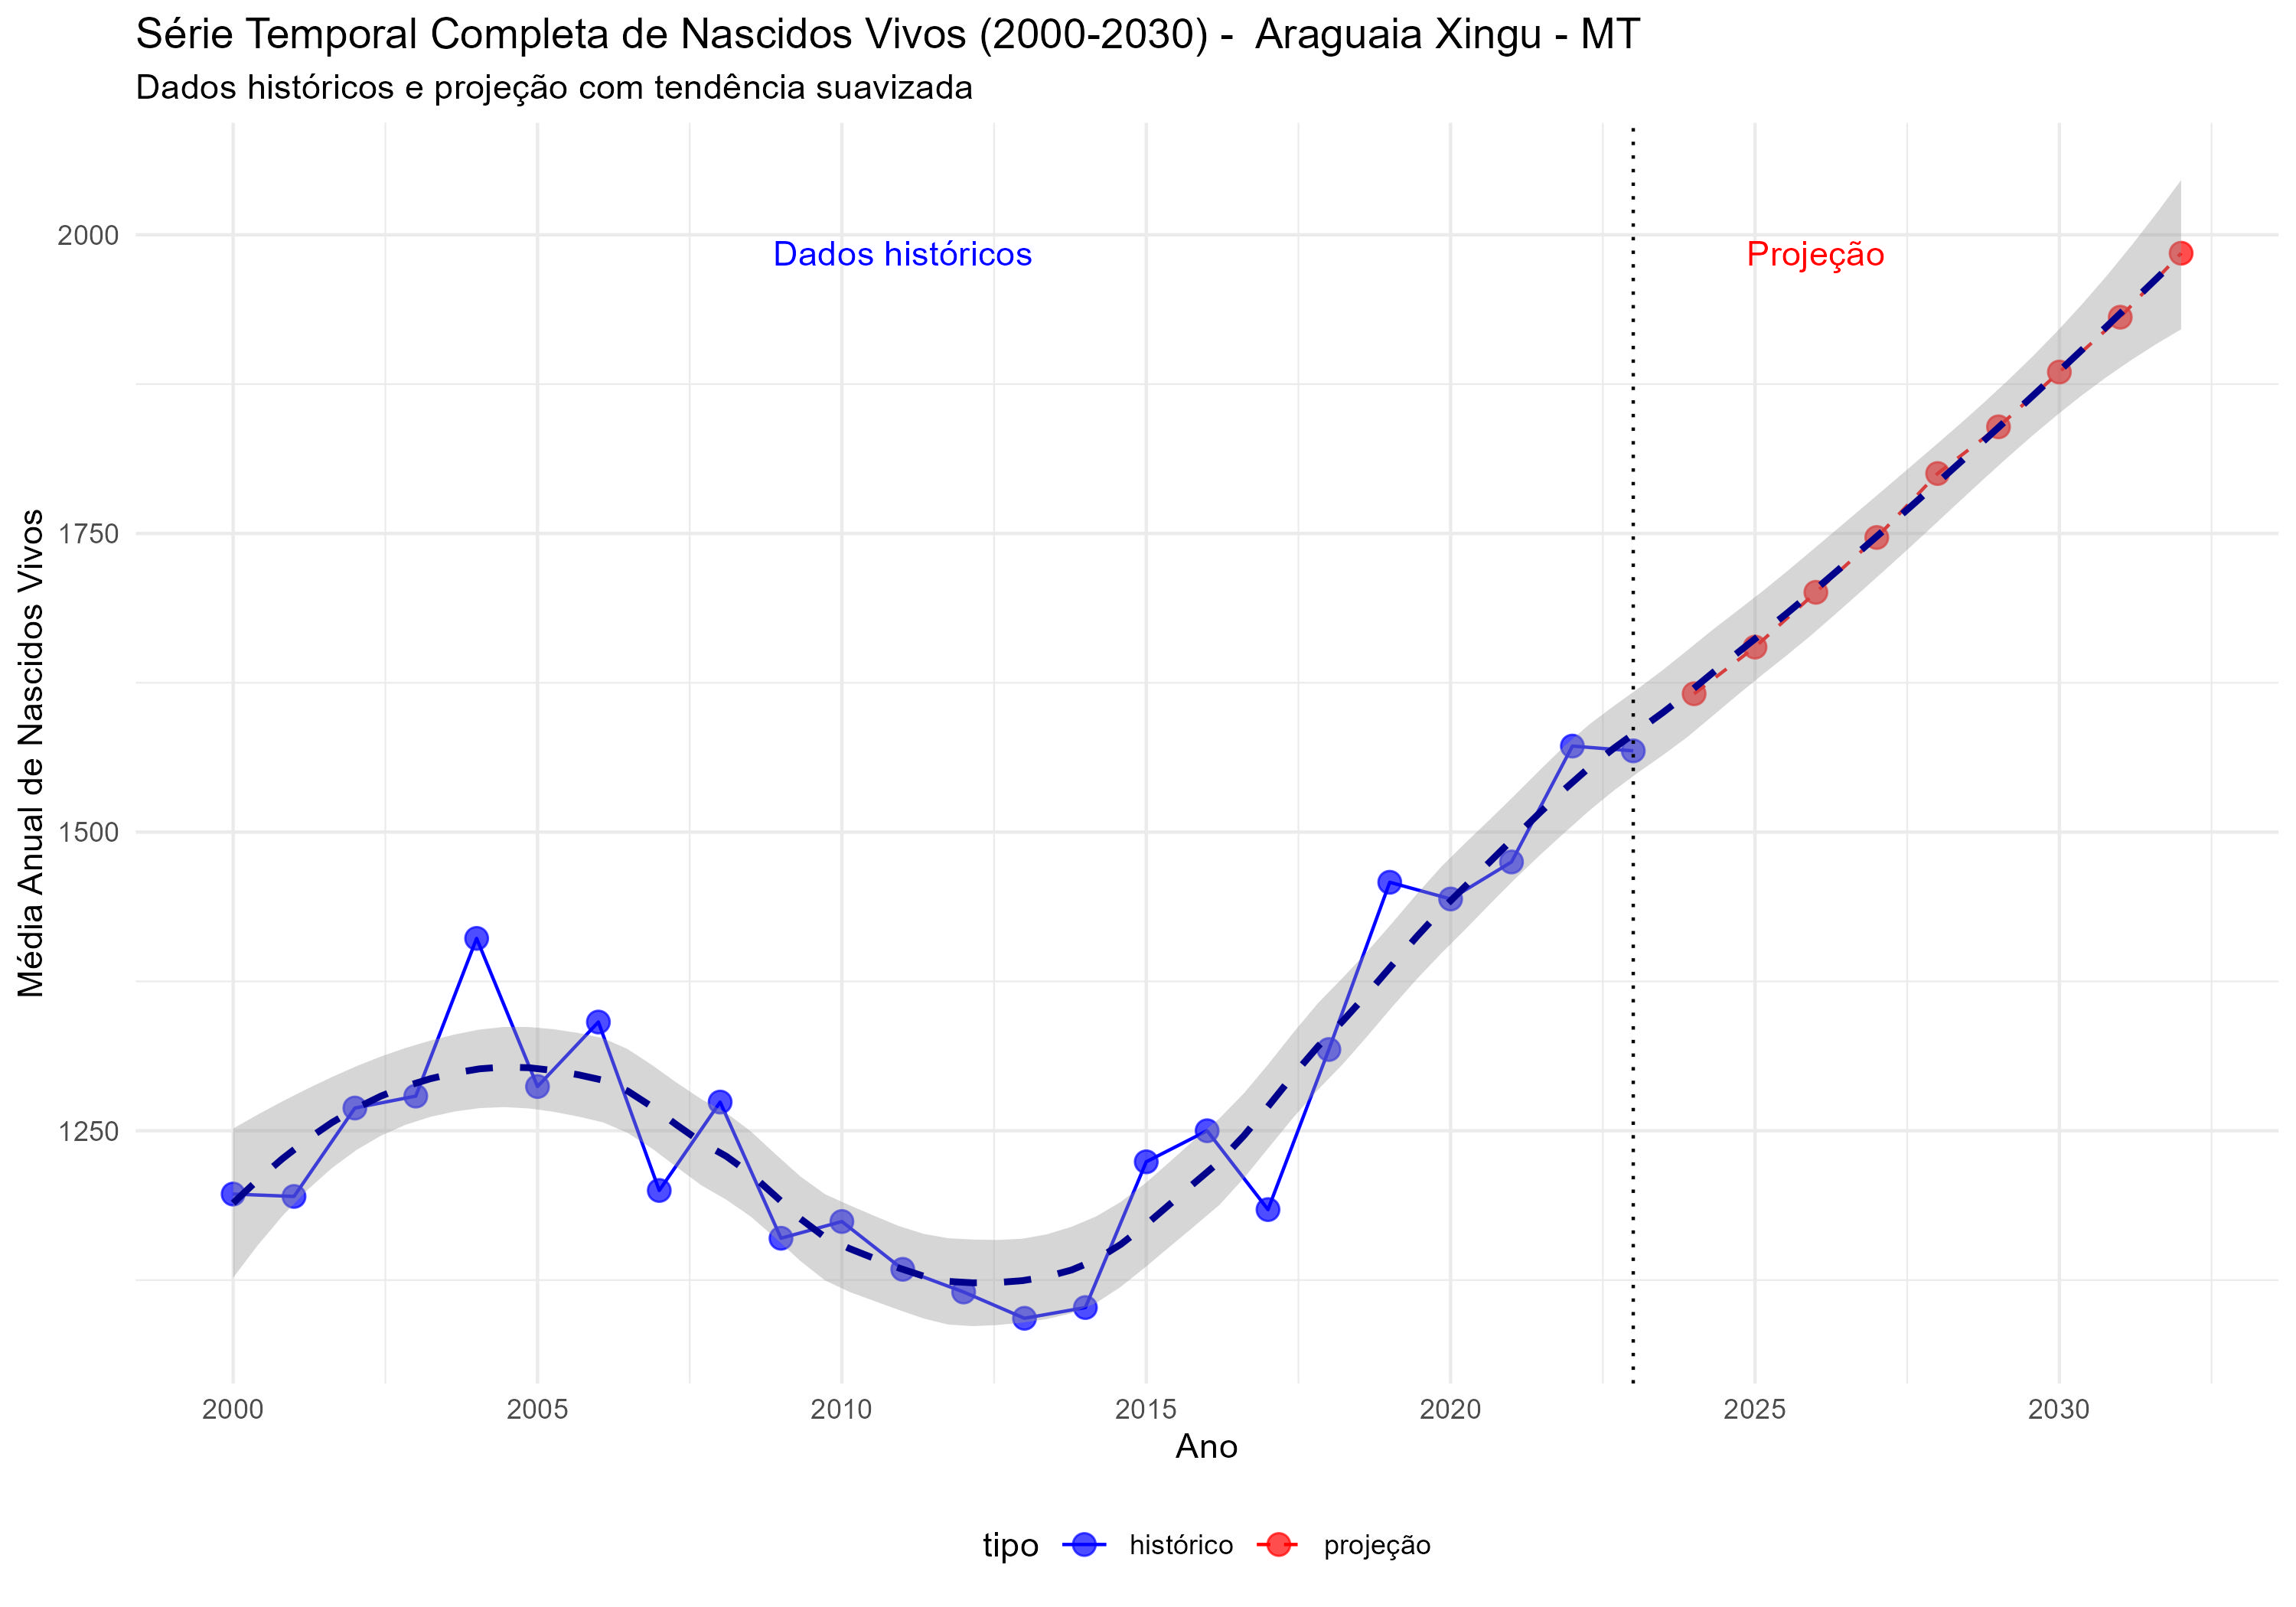 Série Temporal Completa de Nascidos Vivos (2000-2030) -  Araguaia Xingu - MT
Dados históricos e projeção com tendência suavizada
Média Anual de Nascidos Vivos
2000
1750
1500
1250
Dados históricos
Projeção
2000 2005 2010 2015 2020 2025 2030
Ano
tipo histórico projeção